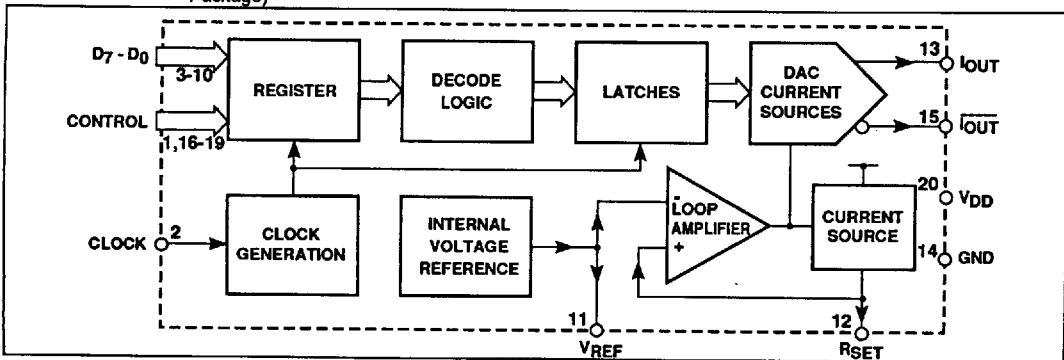 Package)
D7 - D0
3-10
CONTROL
1,16-19
REGISTER
DECODE
LOGIC
LATCHES
DAC
CURRENT
SOURCES
13
IOUT
15
I̅O̅U̅T̅
20
VDD
14
GND
CLOCK
2
CLOCK
GENERATION
INTERNAL
VOLTAGE
REFERENCE
-
LOOP
AMPLIFIER
+
CURRENT
SOURCE
11
VREF
12
RSET